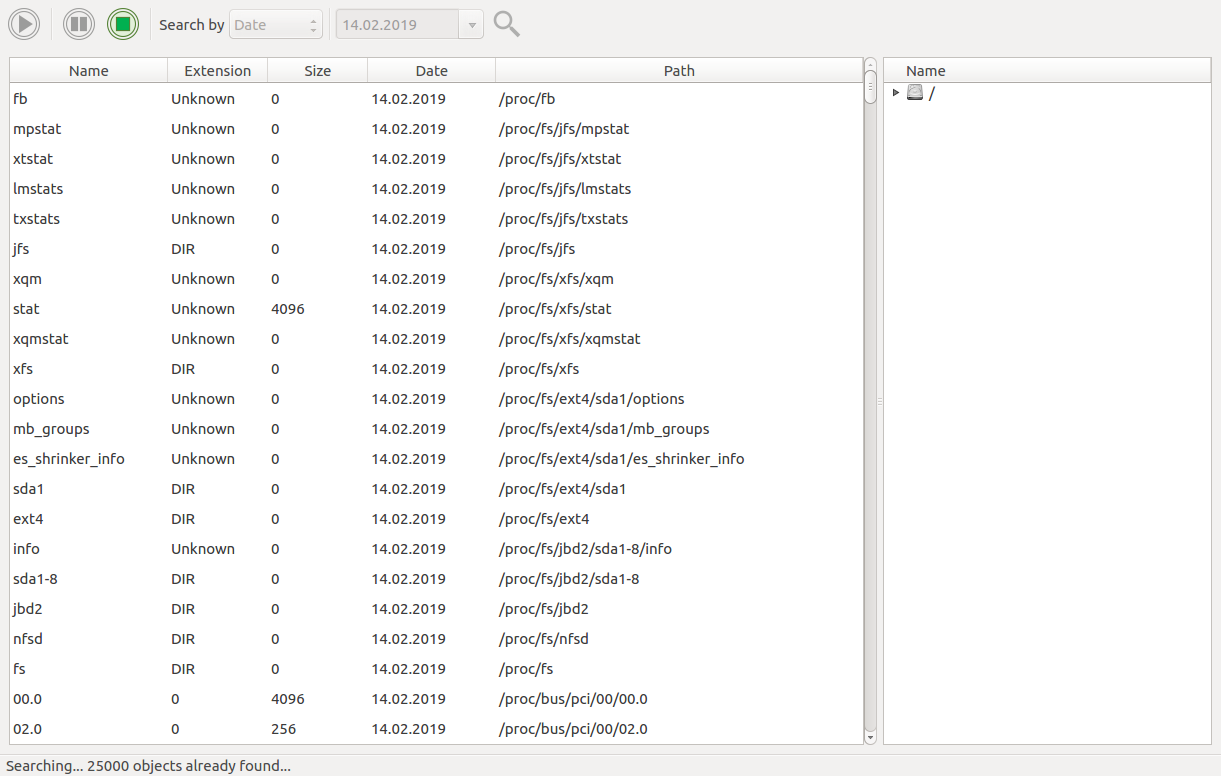 Search by Date 14.02.2019
Name Extension Size Date Path Name
fb Unknown 0 14.02.2019 /proc/fb /
mpstat Unknown 0 14.02.2019 /proc/fs/jfs/mpstat
xtstat Unknown 0 14.02.2019 /proc/fs/jfs/xtstat
lmstats Unknown 0 14.02.2019 /proc/fs/jfs/lmstats
txstats Unknown 0 14.02.2019 /proc/fs/jfs/txstats
jfs DIR 0 14.02.2019 /proc/fs/jfs
xqm Unknown 0 14.02.2019 /proc/fs/xfs/xqm
stat Unknown 4096 14.02.2019 /proc/fs/xfs/stat
xqmstat Unknown 0 14.02.2019 /proc/fs/xfs/xqmstat
xfs DIR 0 14.02.2019 /proc/fs/xfs
options Unknown 0 14.02.2019 /proc/fs/ext4/sda1/options
mb_groups Unknown 0 14.02.2019 /proc/fs/ext4/sda1/mb_groups
es_shrinker_info Unknown 0 14.02.2019 /proc/fs/ext4/sda1/es_shrinker_info
sda1 DIR 0 14.02.2019 /proc/fs/ext4/sda1
ext4 DIR 0 14.02.2019 /proc/fs/ext4
info Unknown 0 14.02.2019 /proc/fs/jbd2/sda1-8/info
sda1-8 DIR 0 14.02.2019 /proc/fs/jbd2/sda1-8
jbd2 DIR 0 14.02.2019 /proc/fs/jbd2
nfsd DIR 0 14.02.2019 /proc/fs/nfsd
fs DIR 0 14.02.2019 /proc/fs
00.0 0 4096 14.02.2019 /proc/bus/pci/00/00.0
02.0 0 256 14.02.2019 /proc/bus/pci/00/02.0
Searching... 25000 objects already found...